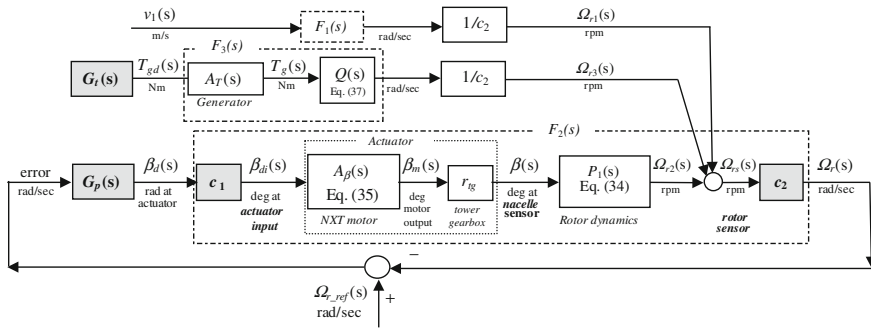 v₁(s)
m/s
F₁(s)
rad/sec
1/c₂
Ωr1(s)
rpm
F₃(s)
Gt(s)
Tgd(s)
Nm
AT(s)
Generator
Tg(s)
Nm
Q(s)
Eq. (37)
rad/sec
1/c₂
Ωr3(s)
rpm
F₂(s)
Actuator
error
rad/sec
Gp(s)
βd(s)
rad at
actuator
c₁
βdi(s)
deg at
actuator
input
Aβ(s)
Eq. (35)
NXT motor
βm(s)
deg
motor
output
rtg
tower
gearbox
β(s)
deg at
nacelle
sensor
P₁(s)
Eq. (34)
Rotor dynamics
Ωr2(s)
rpm
Ωrs(s)
rpm
rotor
sensor
c₂
Ωr(s)
rad/sec
−
Ωr_ref(s)
rad/sec
+